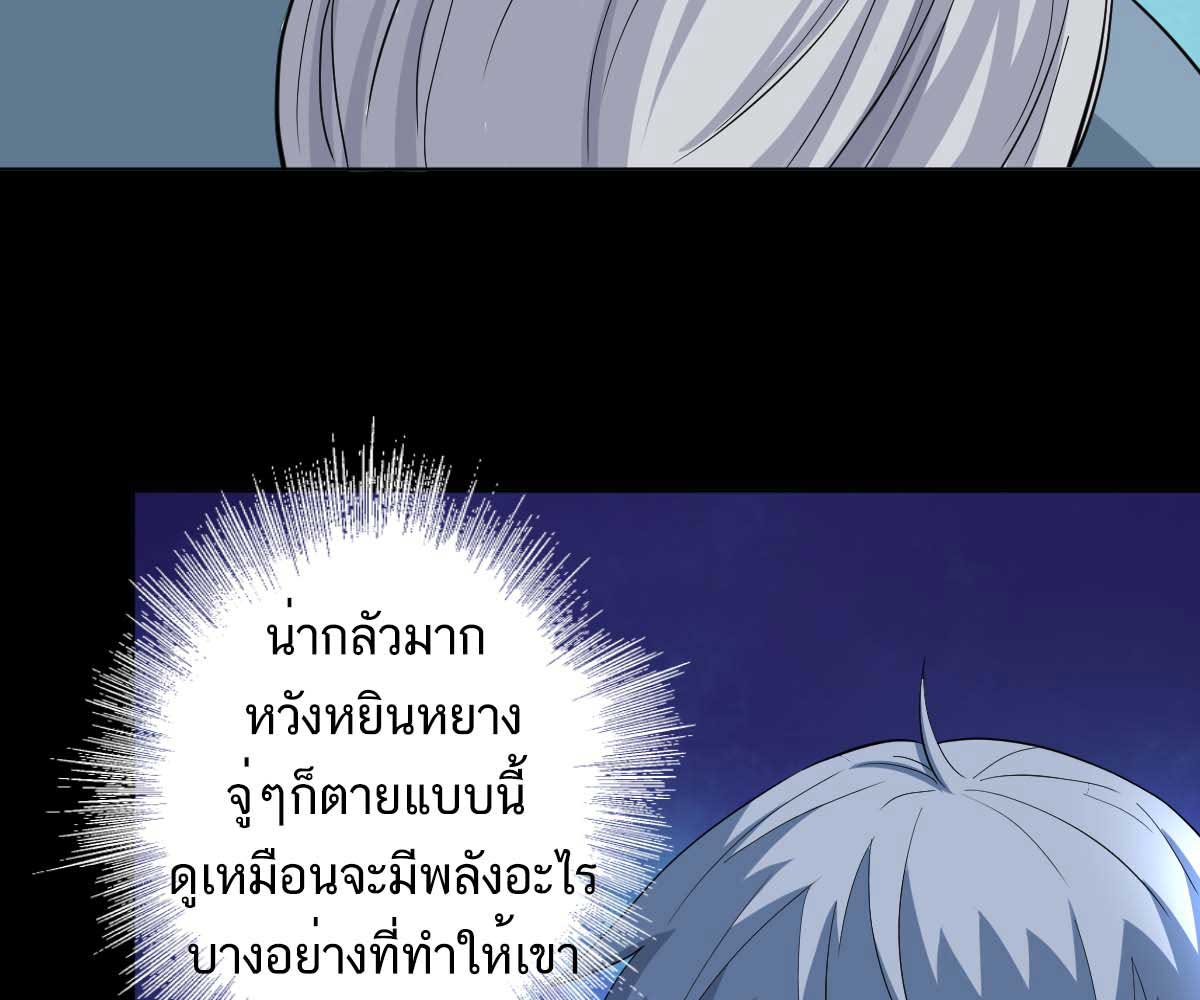 น่ากลัวมาก
หวังหยินหยาง
จู่ๆก็ตายแบบนี้
ดูเหมือนจะมีพลังอะไร
บางอย่างที่ทำให้เขา